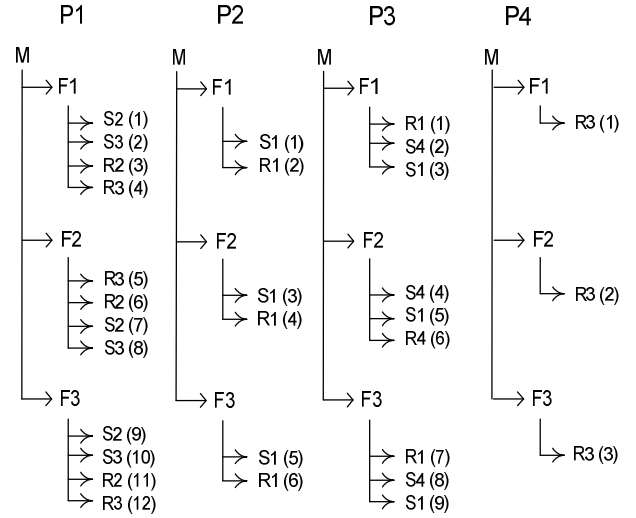 P1
M
F1
S2 (1)
S3 (2)
R2 (3)
R3 (4)
F2
R3 (5)
R2 (6)
S2 (7)
S3 (8)
F3
S2 (9)
S3 (10)
R2 (11)
R3 (12)
P2
M
F1
S1 (1)
R1 (2)
F2
S1 (3)
R1 (4)
F3
S1 (5)
R1 (6)
P3
M
F1
R1 (1)
S4 (2)
S1 (3)
F2
S4 (4)
S1 (5)
R4 (6)
F3
R1 (7)
S4 (8)
S1 (9)
P4
M
F1
R3 (1)
F2
R3 (2)
F3
R3 (3)